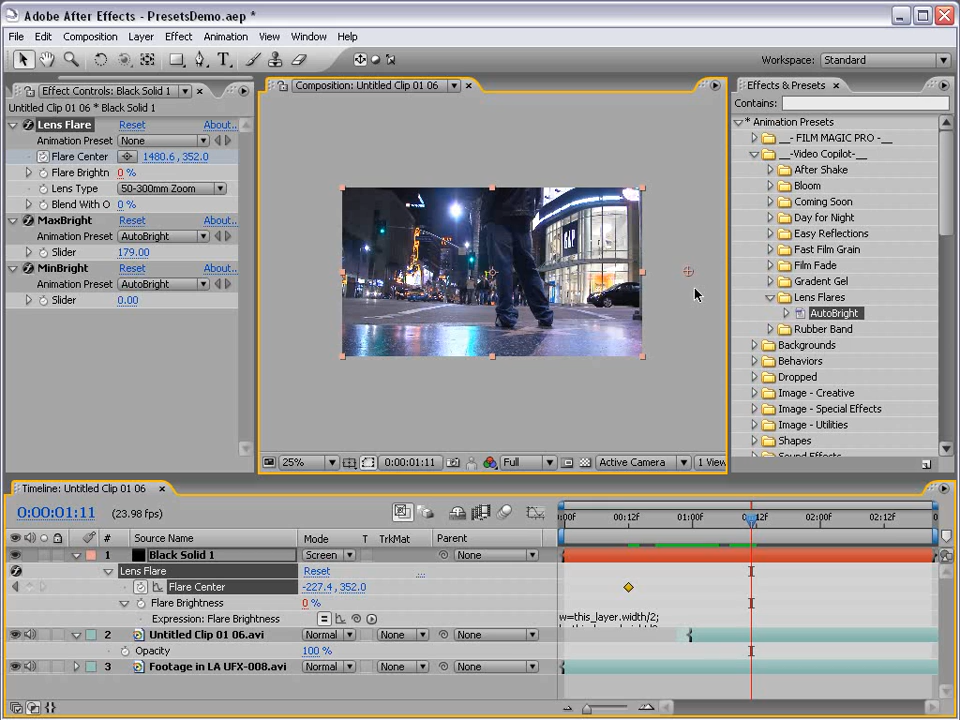 Adobe After Effects - PresetsDemo.aep *
File Edit Composition Layer Effect Animation View Window Help
Workspace: Standard
Effect Controls: Black Solid 1
Untitled Clip 01 06 * Black Solid 1
Lens Flare Reset About...
Animation Preset None
Flare Center 1480.6, 352.0
Flare Brightn 0 %
Lens Type 50-300mm Zoom
Blend With O 0 %
MaxBright Reset About...
Animation Preset AutoBright
Slider 179.00
MinBright Reset About...
Animation Preset AutoBright
Slider 0.00
Composition: Untitled Clip 01 06
GAP
25% 0:00:01:11 Full Active Camera 1 View
Effects & Presets
Contains:
* Animation Presets
__- FILM MAGIC PRO -__
__-Video Copilot-__
After Shake
Bloom
Coming Soon
Day for Night
Easy Reflections
Fast Film Grain
Film Fade
Gradent Gel
Lens Flares
AutoBright
Rubber Band
Backgrounds
Behaviors
Dropped
Image - Creative
Image - Special Effects
Image - Utilities
Shapes
Sound Effects
Timeline: Untitled Clip 01 06
0:00:01:11 (23.98 fps)
00:12F 01:00F 02:00F 02:12F
# Source Name Mode T TrkMat Parent
1 Black Solid 1 Screen None
Lens Flare Reset ...
Flare Center -227.4, 352.0
Flare Brightness 0 %
Expression: Flare Brightness w=this_layer.width/2;
2 Untitled Clip 01 06.avi Normal None None
Opacity 100 %
3 Footage in LA UFX-008.avi Normal None None